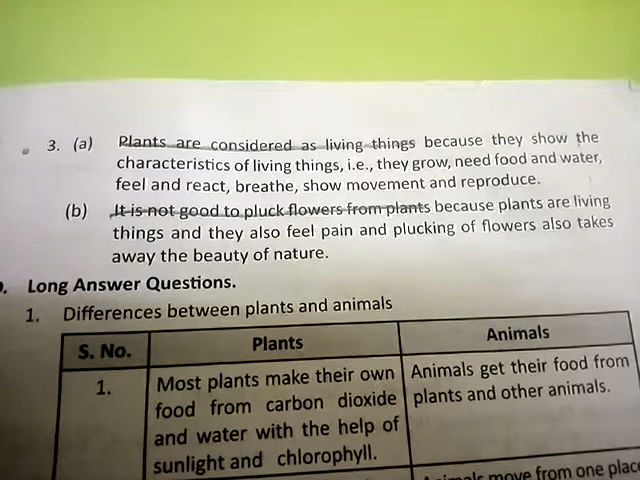 3. (a) Plants are considered as living things because they show the
characteristics of living things, i.e., they grow, need food and water,
feel and react, breathe, show movement and reproduce.
(b) It is not good to pluck flowers from plants because plants are living
things and they also feel pain and plucking of flowers also takes
away the beauty of nature.
Long Answer Questions.
1. Differences between plants and animals
S. No. Plants Animals
1. Most plants make their own Animals get their food from
food from carbon dioxide plants and other animals.
and water with the help of
sunlight and chlorophyll.
Animals move from one place